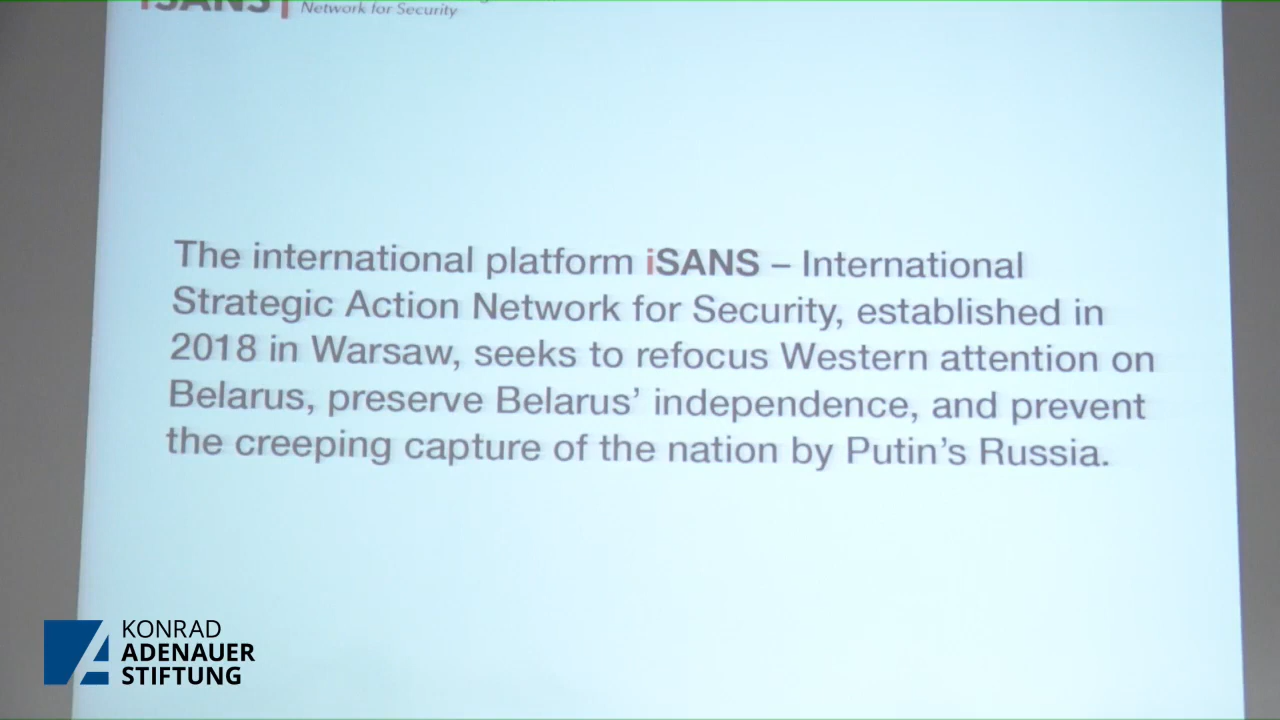 iSANS
Network for Security
The international platform iSANS – International
Strategic Action Network for Security, established in
2018 in Warsaw, seeks to refocus Western attention on
Belarus, preserve Belarus’ independence, and prevent
the creeping capture of the nation by Putin’s Russia.
KONRAD
ADENAUER
STIFTUNG